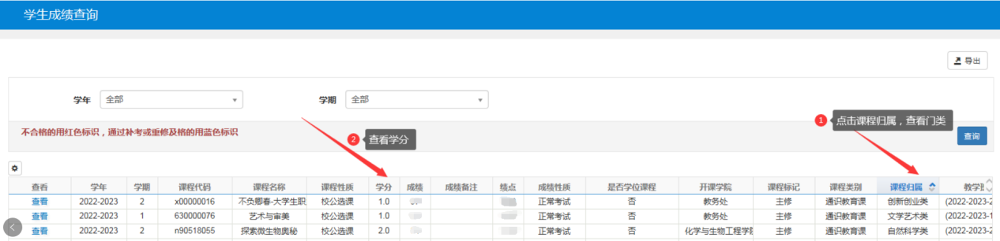 学生成绩查询
导出
学年 全部 学期 全部
1 点击课程归属，查看门类
不合格的用红色标识，通过补考或重修及格的用蓝色标识
2 查看学分
查询
查看 学年 学期 课程代码 课程名称 课程性质 学分 成绩 成绩备注 绩点 成绩性质 是否学位课程 开课学院 课程标记 课程类别 课程归属 教学
查看 2022-2023 2 x00000016 不负卿春-大学生职 校公选课 1.0 正常考试 否 教务处 主修 通识教育课 创新创业类 (2022-2023-2
查看 2022-2023 1 630000076 艺术与审美 校公选课 1.0 正常考试 否 教务处 主修 通识教育课 文学艺术类 (2022-2023-1
查看 2022-2023 2 n90518055 探索微生物奥秘 校公选课 2.0 正常考试 否 化学与生物工程学院 主修 通识教育课 自然科学类 (2022-2023-2